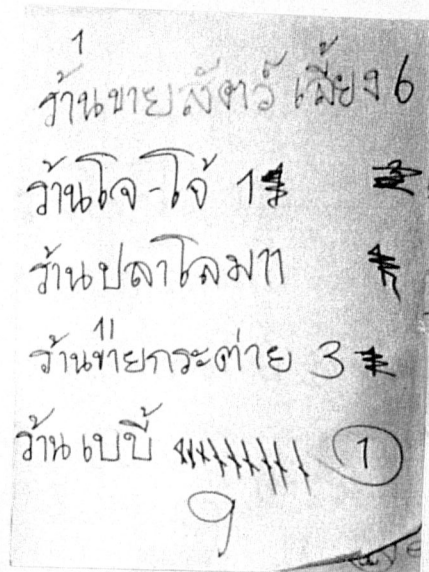 1
ร้านขายสัตว์ เลี้ยง 6
ร้านโจ-โจ้ 1
ร้านปลาโลมา
ร้านข่ายกระต่าย 3
ร้าน เบบี้ 1
9